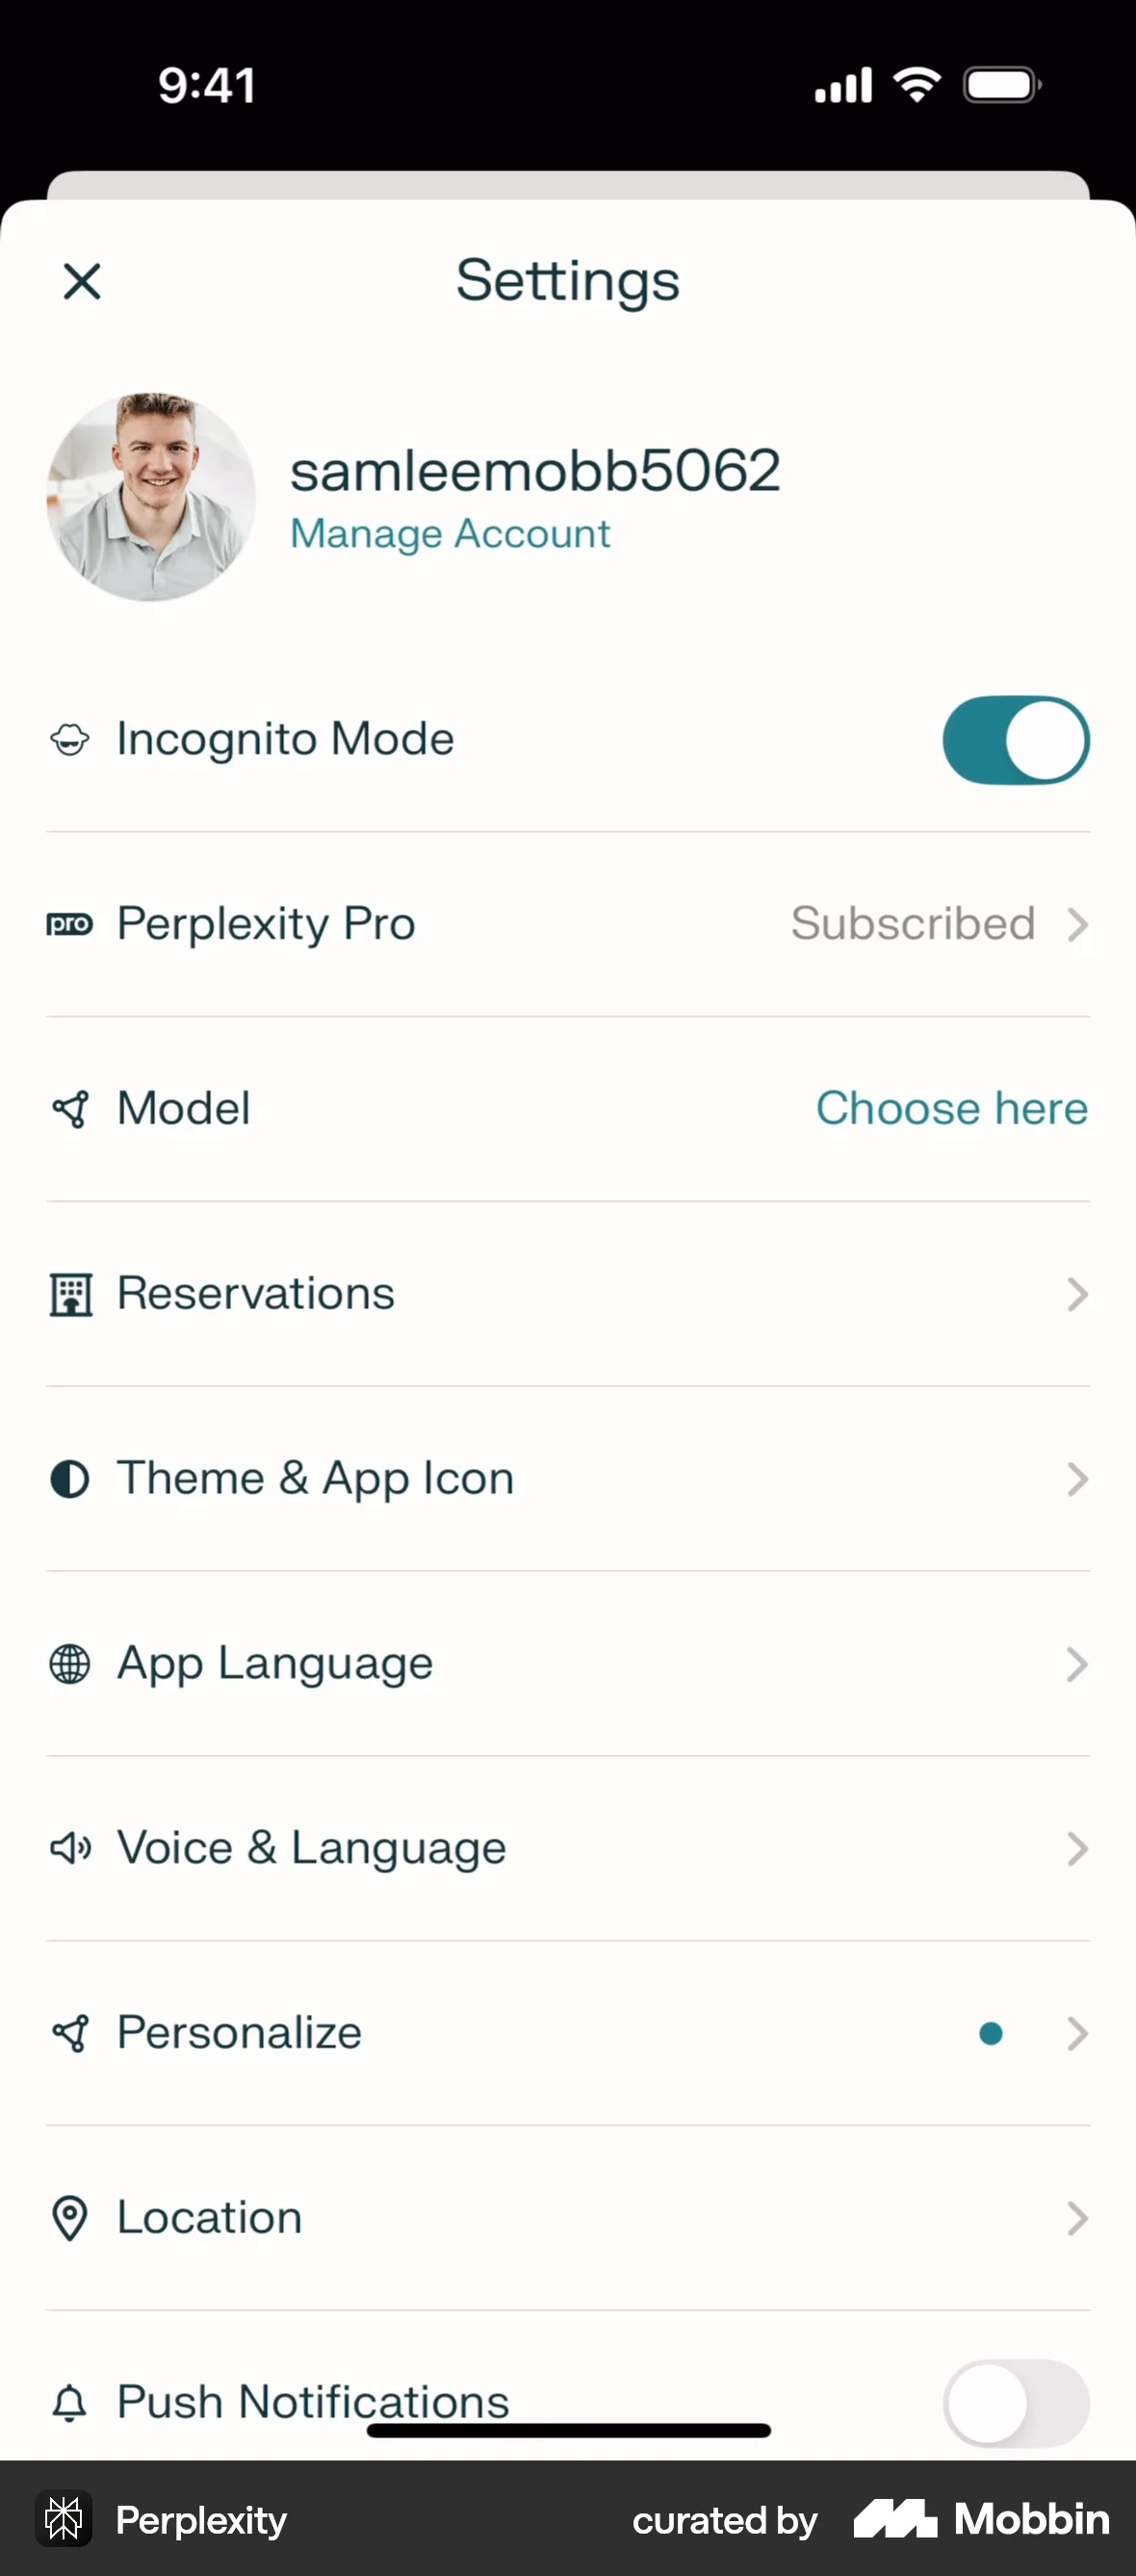 9:41
Settings
samleemobb5062
Manage Account
Incognito Mode
pro Perplexity Pro Subscribed
Model Choose here
Reservations
Theme & App Icon
App Language
Voice & Language
Personalize
Location
Push Notifications
Perplexity curated by Mobbin